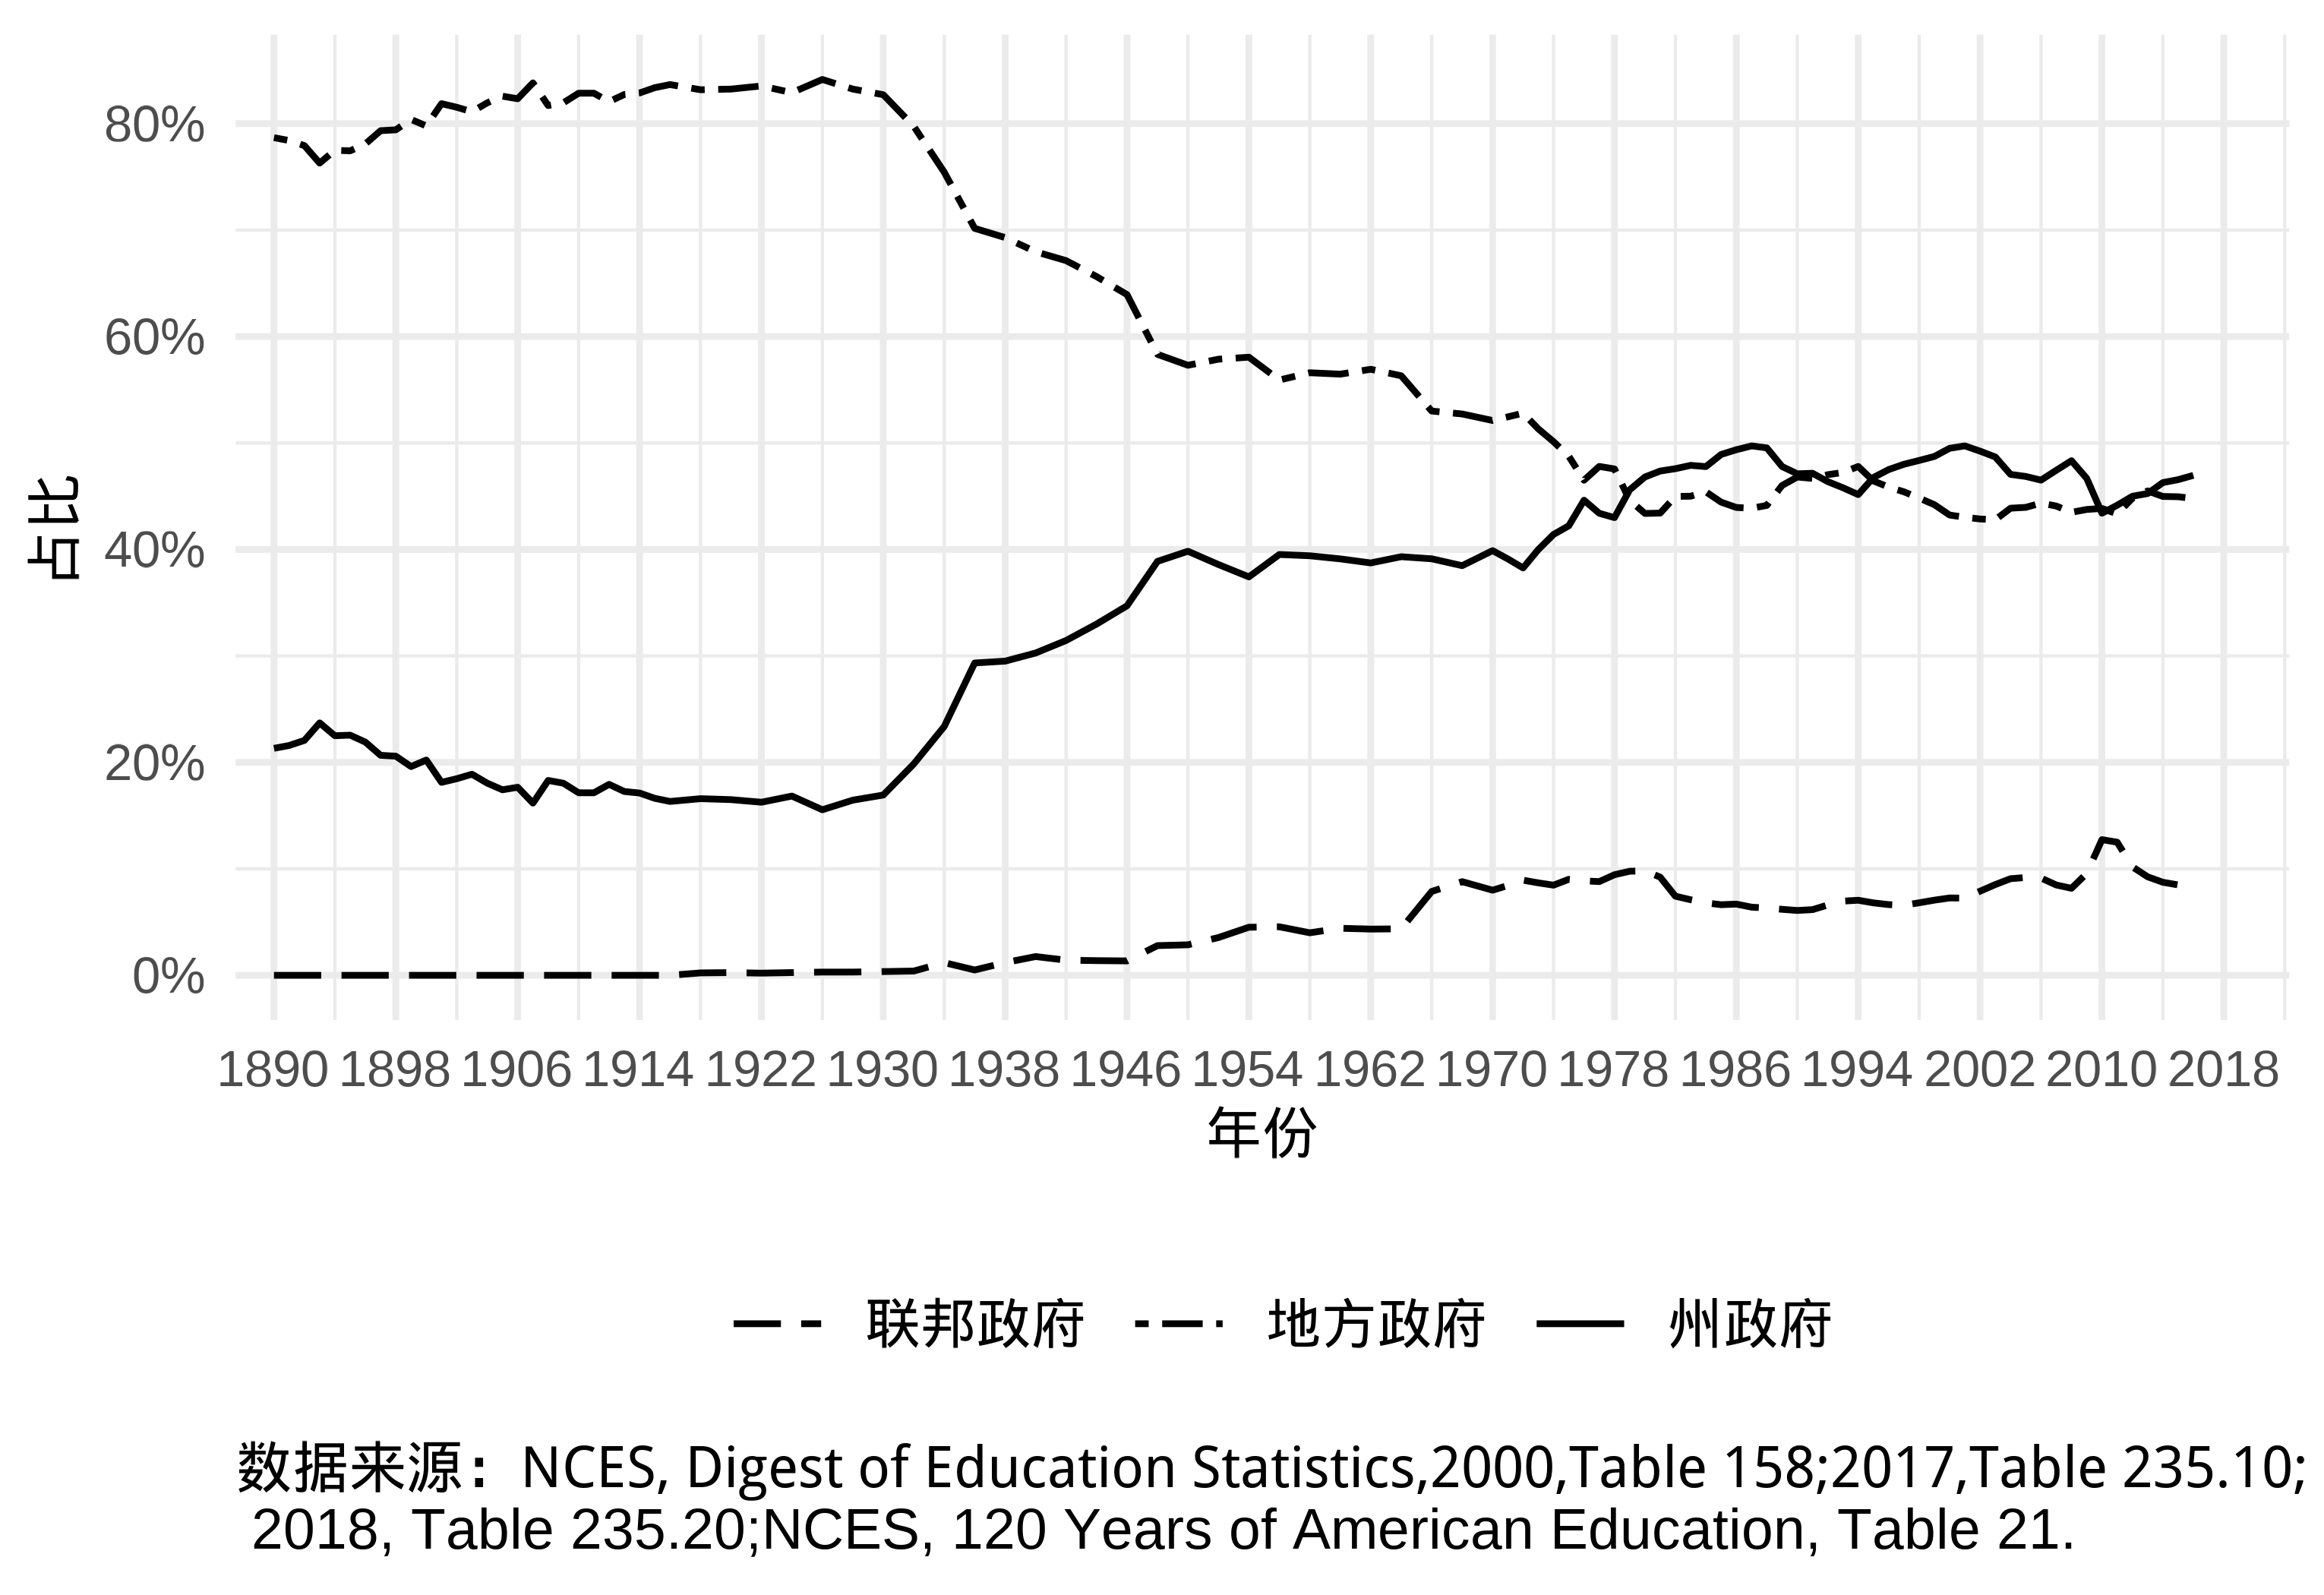 80%
60%
40%
20%
0%
占比
1890 1898 1906 1914 1922 1930 1938 1946 1954 1962 1970 1978 1986 1994 2002 2010 2018
年份
联邦政府 地方政府 州政府
数据来源：NCES, Digest of Education Statistics,2000,Table 158;2017,Table 235.10;
2018, Table 235.20;NCES, 120 Years of American Education, Table 21.